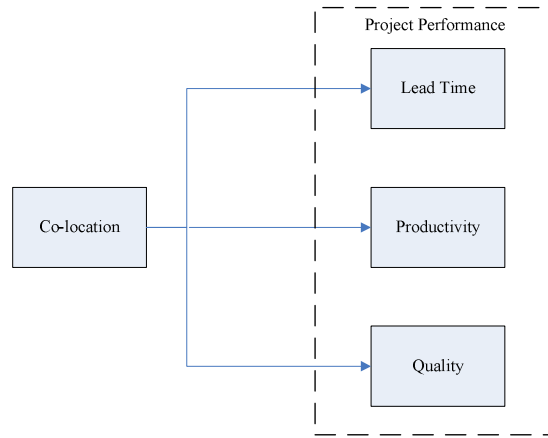 Project Performance
Lead Time
Co-location
Productivity
Quality